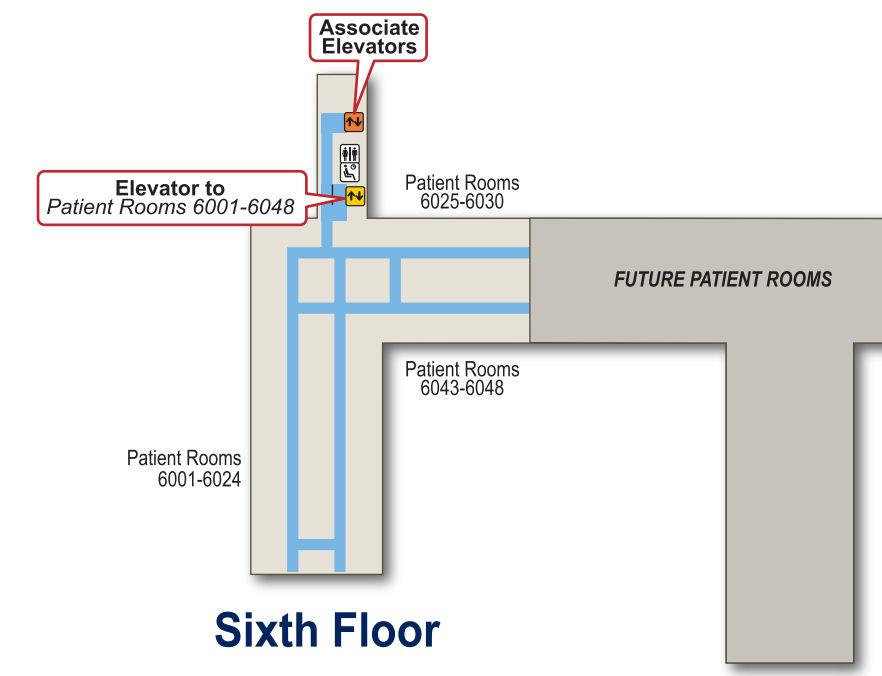 Associate
Elevators
Elevator to
Patient Rooms 6001-6048
Patient Rooms
6025-6030
FUTURE PATIENT ROOMS
Patient Rooms
6043-6048
Patient Rooms
6001-6024
Sixth Floor